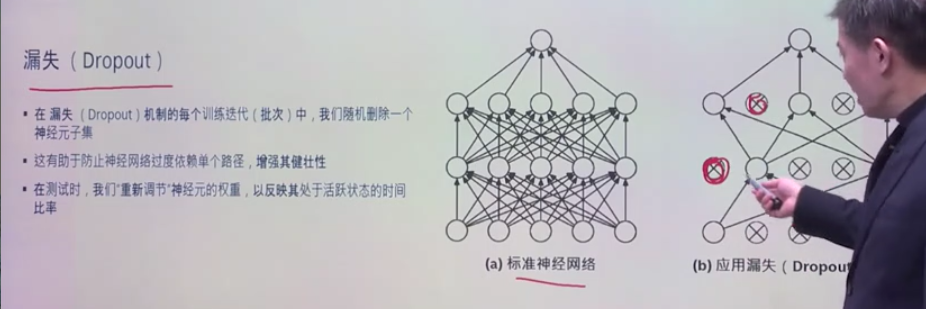 漏失（Dropout）
▪ 在 漏失 （Dropout）机制的每个训练迭代（批次）中，我们随机删除一个
神经元子集
▪ 这有助于防止神经网络过度依赖单个路径，增强其健壮性
▪ 在测试时，我们“重新调节”神经元的权重，以反映其处于活跃状态的时间
比率
(a) 标准神经网络
(b) 应用漏失（Dropout